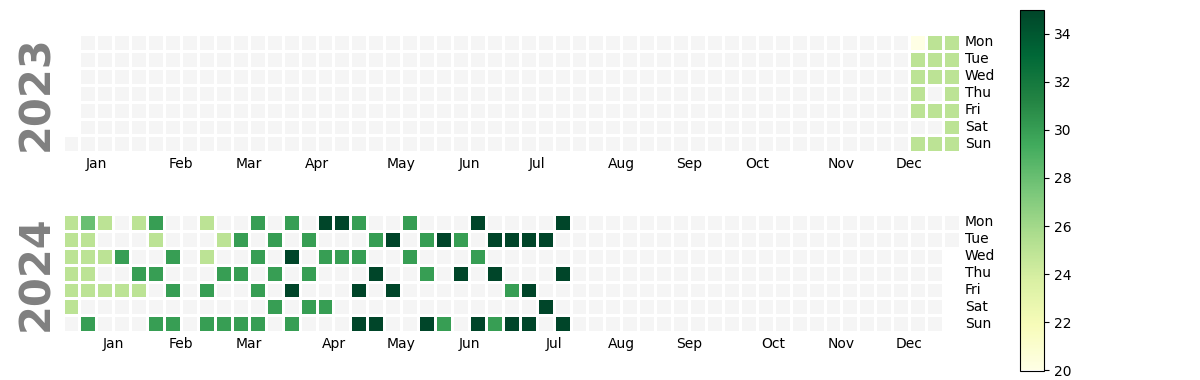 2023
Mon
Tue
Wed
Thu
Fri
Sat
Sun
Jan Feb Mar Apr May Jun Jul Aug Sep Oct Nov Dec
2024
Mon
Tue
Wed
Thu
Fri
Sat
Sun
Jan Feb Mar Apr May Jun Jul Aug Sep Oct Nov Dec
34
32
30
28
26
24
22
20